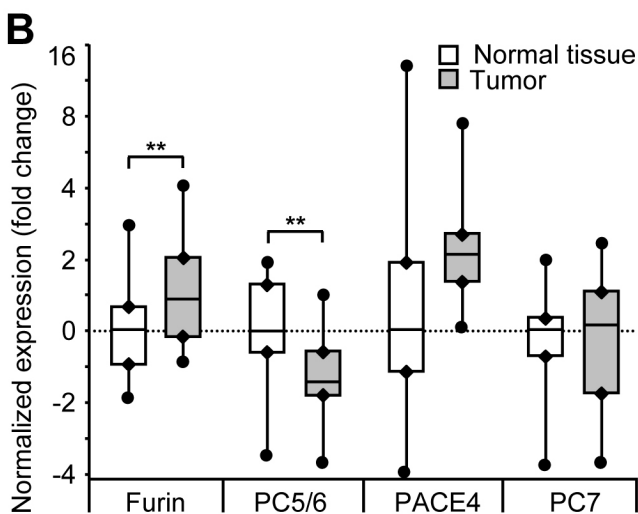 B
Normalized expression (fold change)
16
8
4
2
0
-2
-4
Normal tissue
Tumor
**
**
Furin
PC5/6
PACE4
PC7